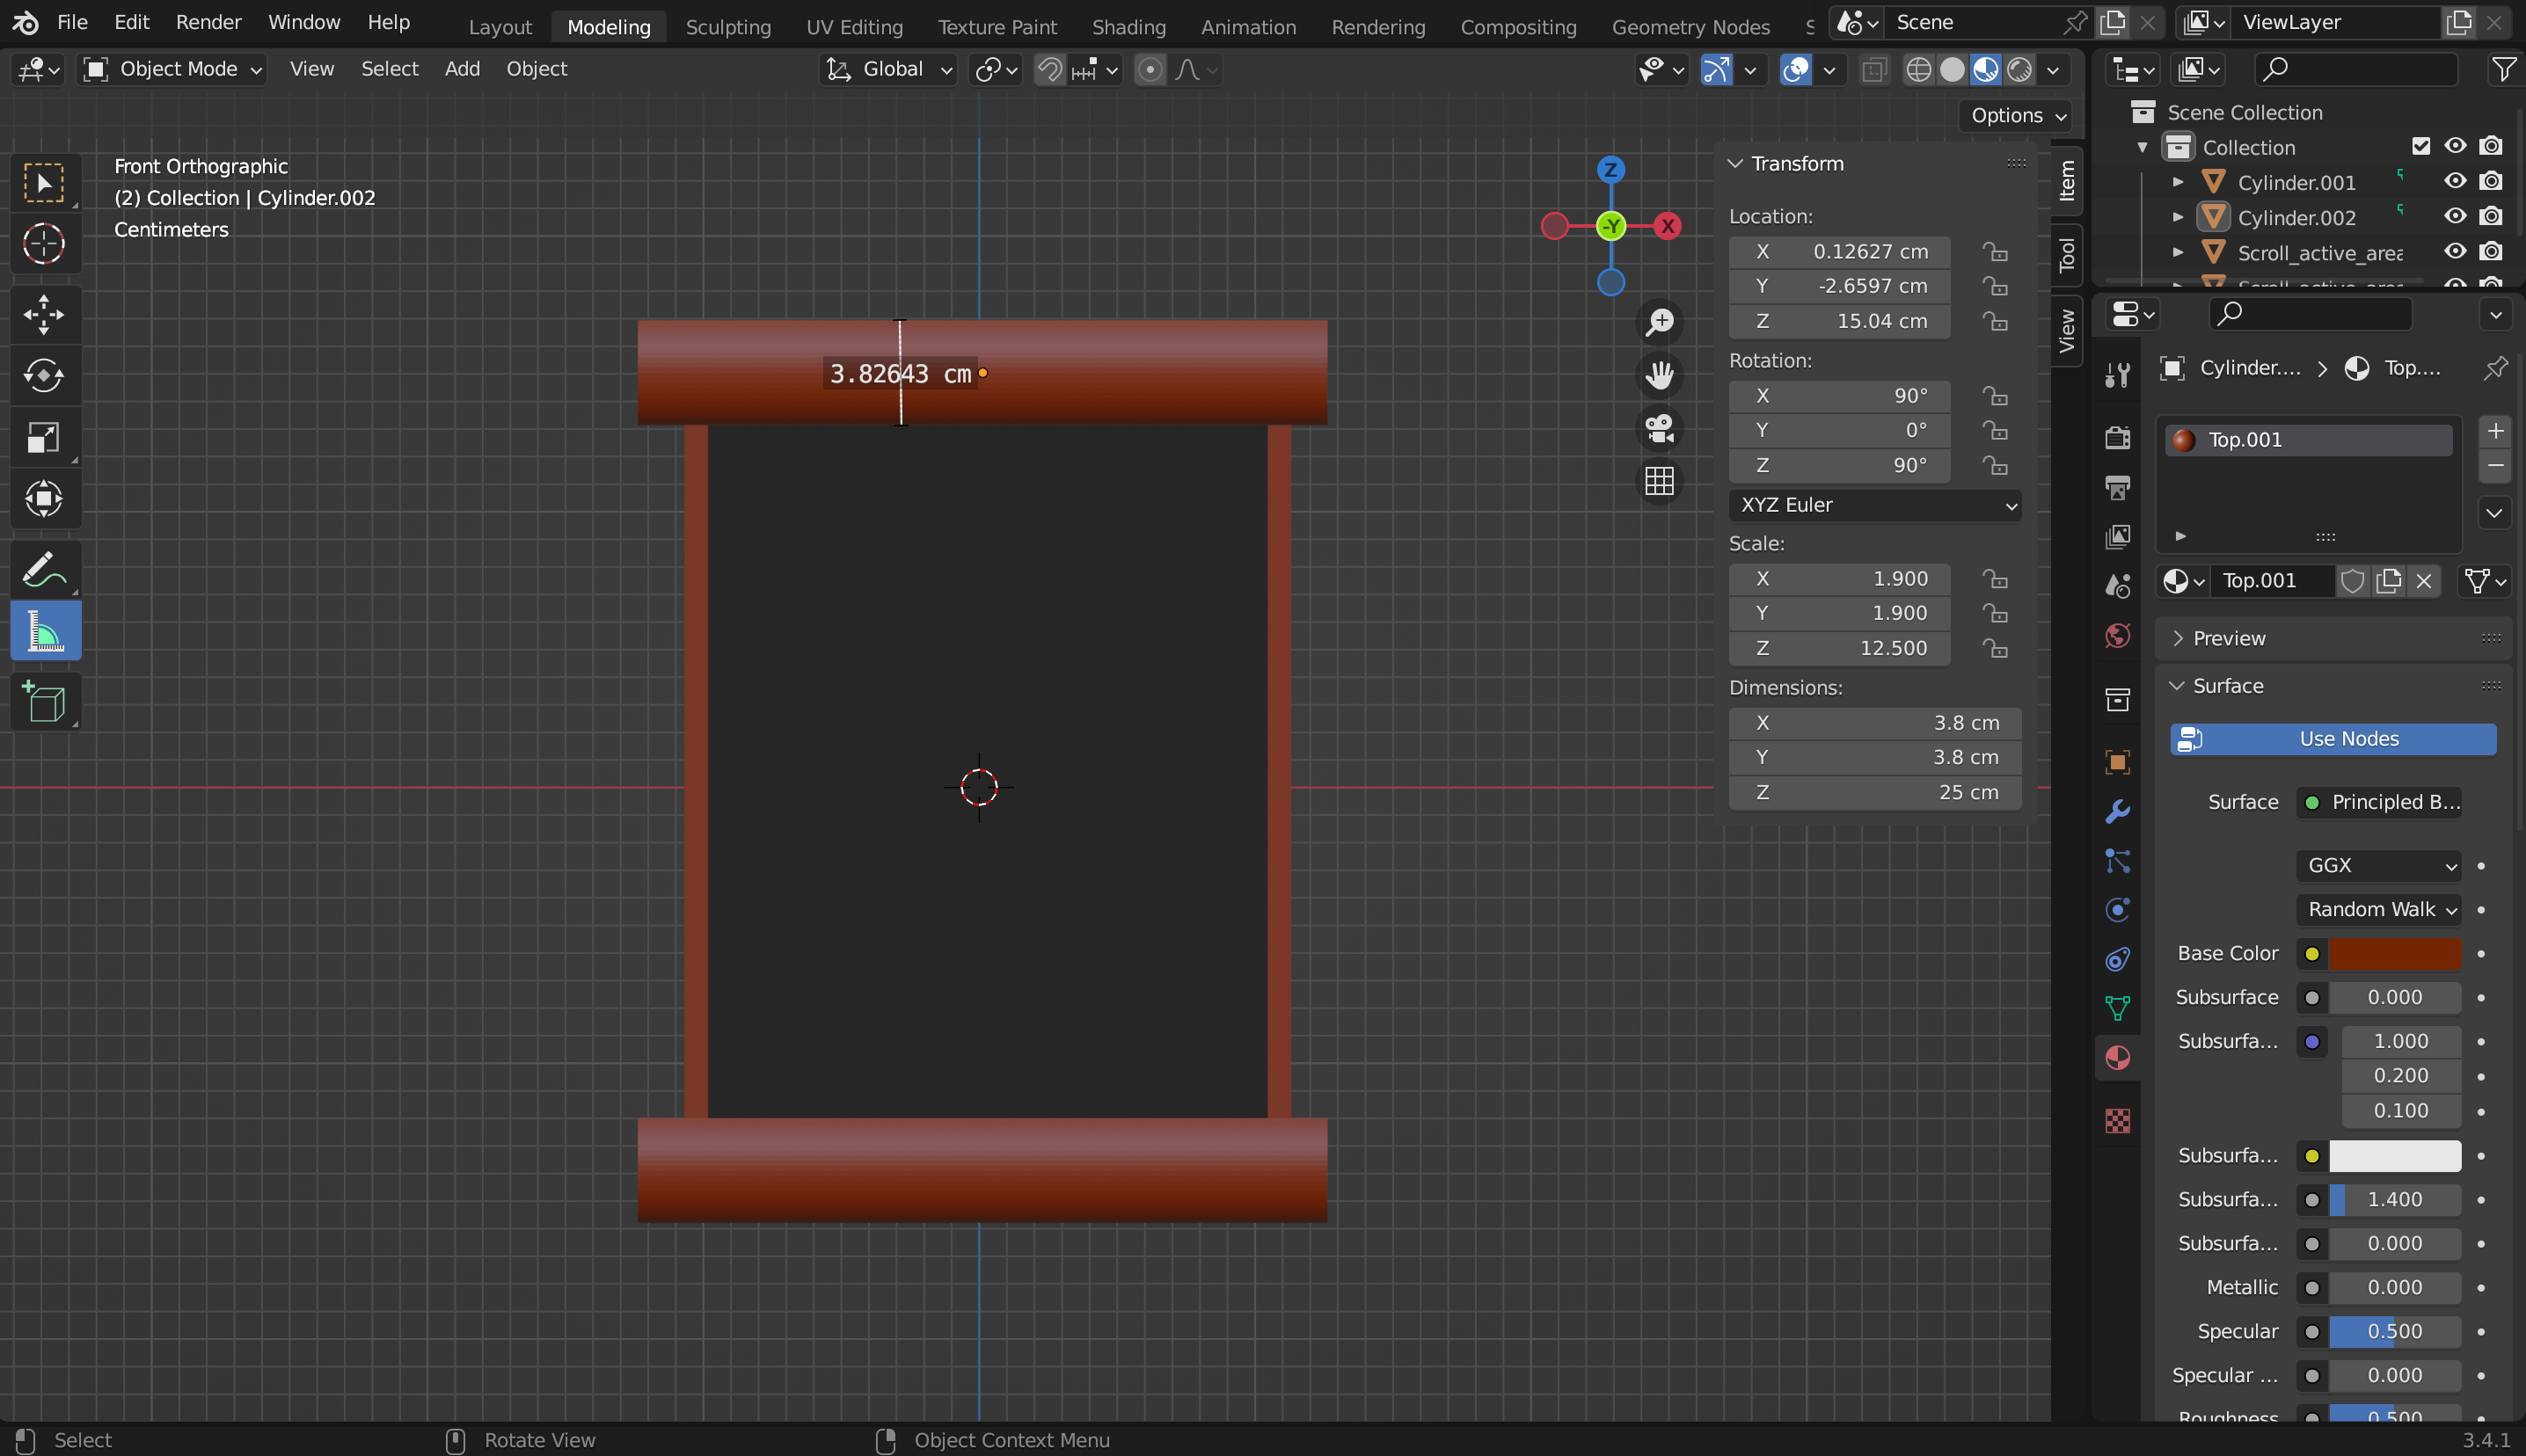 File Edit Render Window Help Layout Modeling Sculpting UV Editing Texture Paint Shading Animation Rendering Compositing Geometry Nodes Scene ViewLayer
Object Mode View Select Add Object Global
Options
Front Orthographic
(2) Collection | Cylinder.002
Centimeters
3.82643 cm
Z
-Y
X
Transform
Location:
X 0.12627 cm
Y -2.6597 cm
Z 15.04 cm
Rotation:
X 90°
Y 0°
Z 90°
XYZ Euler
Scale:
X 1.900
Y 1.900
Z 12.500
Dimensions:
X 3.8 cm
Y 3.8 cm
Z 25 cm
Item
Tool
View
Scene Collection
Collection
Cylinder.001
Cylinder.002
Scroll_active_area
Cylinder.... Top....
Top.001
Top.001
Preview
Surface
Use Nodes
Surface Principled B...
GGX
Random Walk
Base Color
Subsurface 0.000
Subsurfa... 1.000
0.200
0.100
Subsurfa...
Subsurfa... 1.400
Subsurfa... 0.000
Metallic 0.000
Specular 0.500
Specular ... 0.000
Roughness 0.500
Select Rotate View Object Context Menu 3.4.1